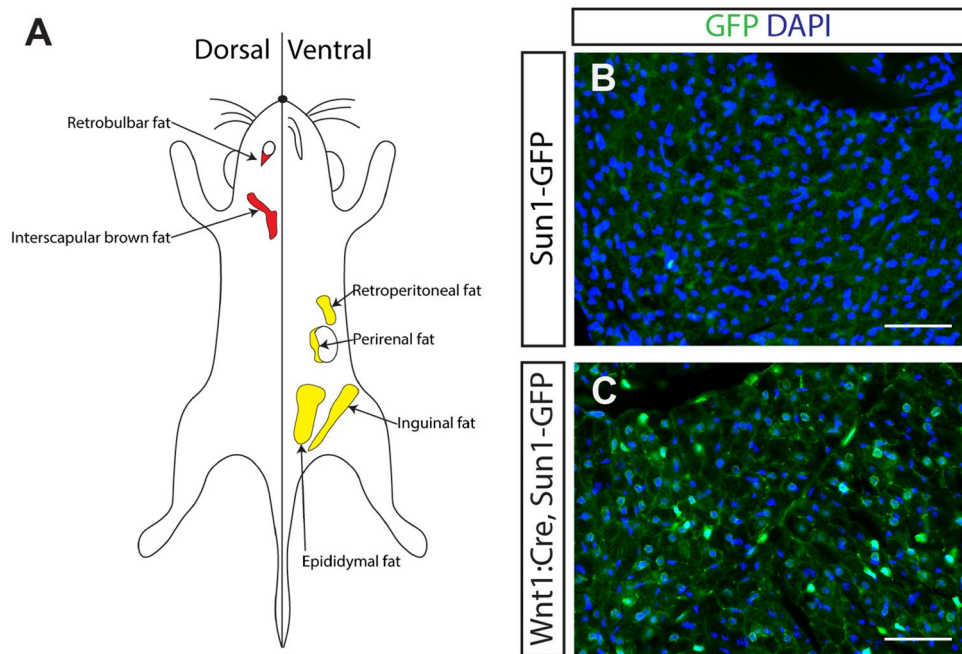 A
Dorsal Ventral
Retrobulbar fat
Interscapular brown fat
Retroperitoneal fat
Perirenal fat
Inguinal fat
Epididymal fat
GFP DAPI
Sun1-GFP
B
Wnt1:Cre, Sun1-GFP
C